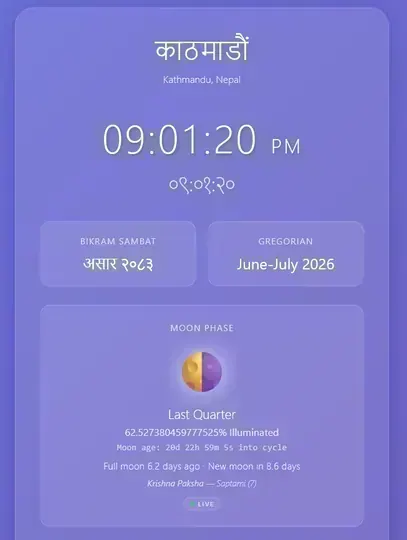 काठमाडौं
Kathmandu, Nepal
09:01:20 PM
०९:०१:२०
BIKRAM SAMBAT
असार २०८३
GREGORIAN
June-July 2026
MOON PHASE
Last Quarter
62.527380459777525% Illuminated
Moon age: 20d 22h 59m 5s into cycle
Full moon 6.2 days ago · New moon in 8.6 days
Krishna Paksha — Saptami (7)
LIVE